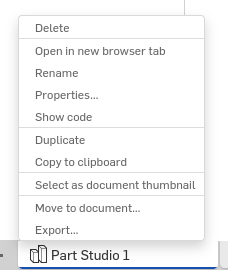 Delete
Open in new browser tab
Rename
Properties...
Show code
Duplicate
Copy to clipboard
Select as document thumbnail
Move to document...
Export...
Part Studio 1